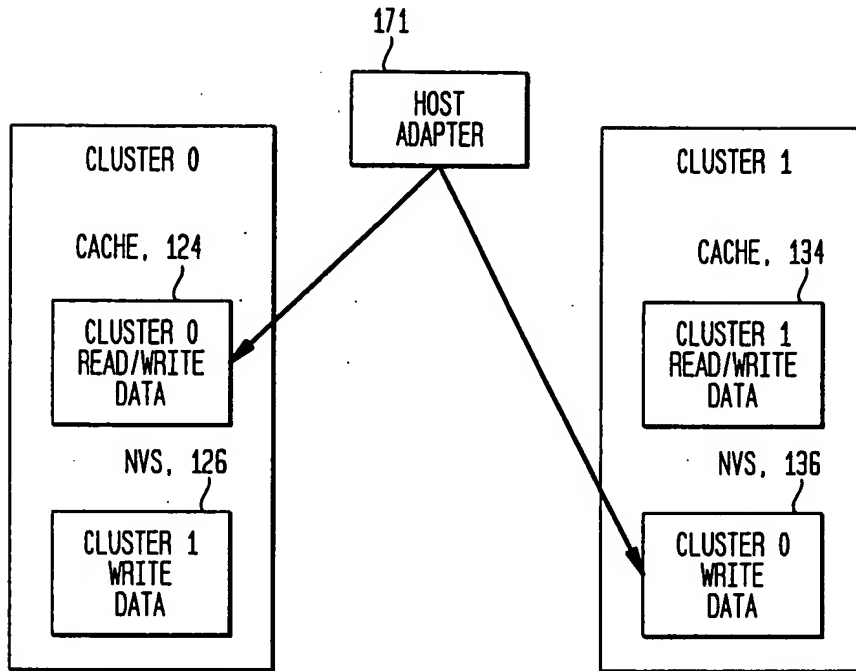 171
HOST
ADAPTER
CLUSTER 0
CACHE, 124
CLUSTER 0
READ/WRITE
DATA
NVS, 126
CLUSTER 1
WRITE
DATA
CLUSTER 1
CACHE, 134
CLUSTER 1
READ/WRITE
DATA
NVS, 136
CLUSTER 0
WRITE
DATA